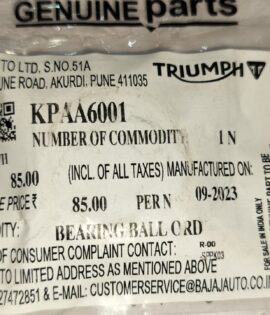 GENUINE parts
TO LTD. S.NO.51A
UNE ROAD, AKURDI, PUNE 411035
TRIUMPH
KPAA6001
NUMBER OF COMMODITY 1 N
85.00 (INCL. OF ALL TAXES) MANUFACTURED ON:
E PRICE ₹ 85.00 PER N 09-2023
ITY: BEARING BALL O RD
OF CONSUMER COMPLAINT CONTACT: R-00
TO LIMITED ADDRESS AS MENTIONED ABOVE
27472851 & E-MAIL: CUSTOMERSERVICE@BAJAJAUTO.CO.IN